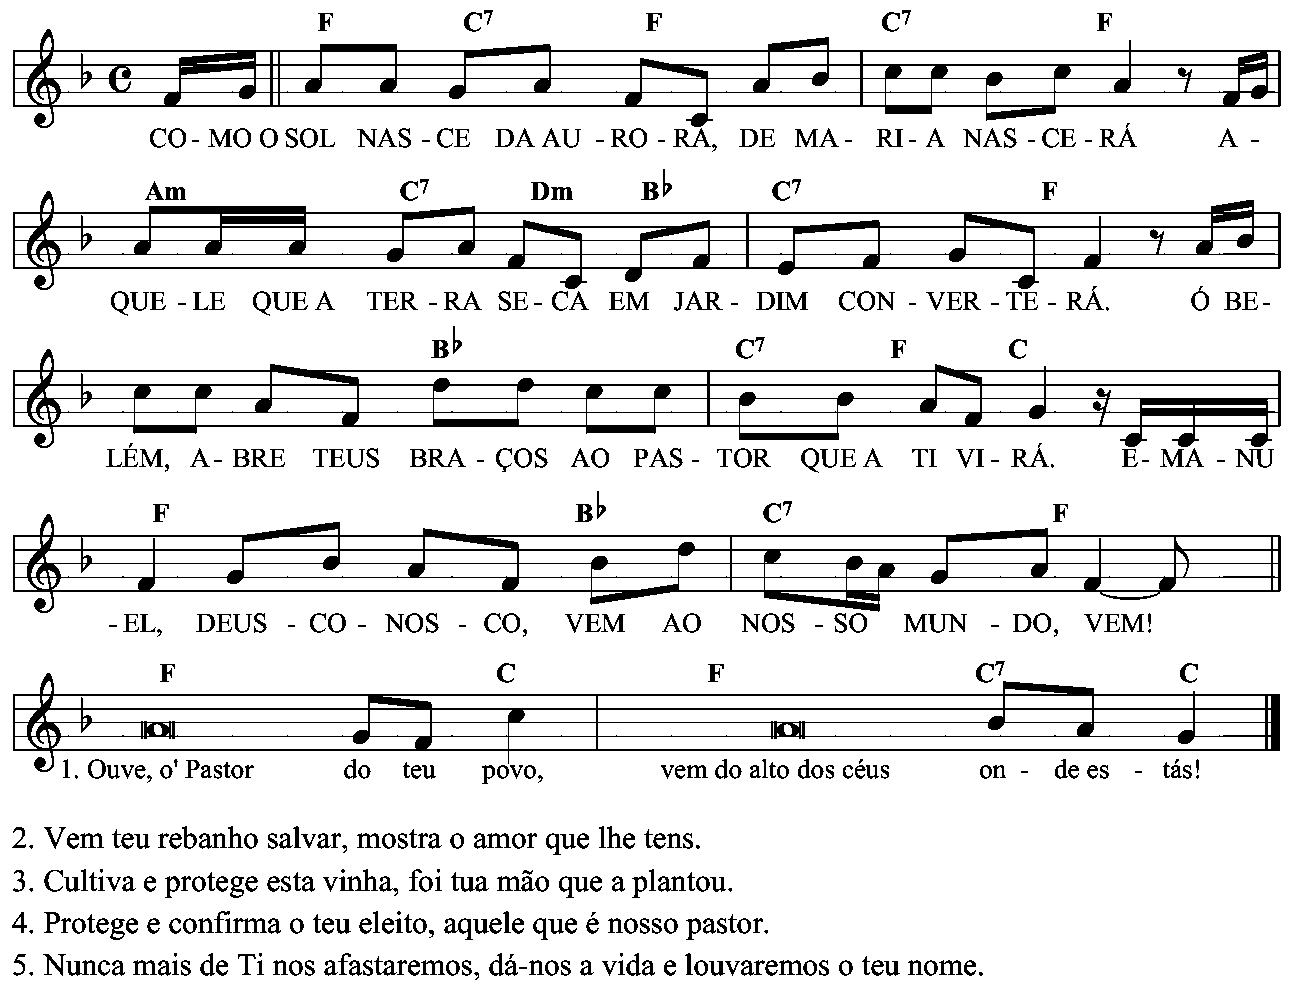 F C7 F C7 F
CO- MO O SOL NAS - CE DA AU - RO - RA, DE MA - RI - A NAS - CE - RÁ A -
Am C7 Dm B♭ C7 F
QUE - LE QUE A TER - RA SE - CA EM JAR - DIM CON - VER - TE - RÁ. Ó BE -
B♭ C7 F C
LÉM, A - BRE TEUS BRA - ÇOS AO PAS - TOR QUE A TI VI - RÁ. E - MA - NU
F B♭ C7 F
- EL, DEUS - CO - NOS - CO, VEM AO NOS - SO MUN - DO, VEM!
F C F C7 C
1. Ouve, o' Pastor do teu povo, vem do alto dos céus on - de es - tás!
2. Vem teu rebanho salvar, mostra o amor que lhe tens.
3. Cultiva e protege esta vinha, foi tua mão que a plantou.
4. Protege e confirma o teu eleito, aquele que é nosso pastor.
5. Nunca mais de Ti nos afastaremos, dá-nos a vida e louvaremos o teu nome.